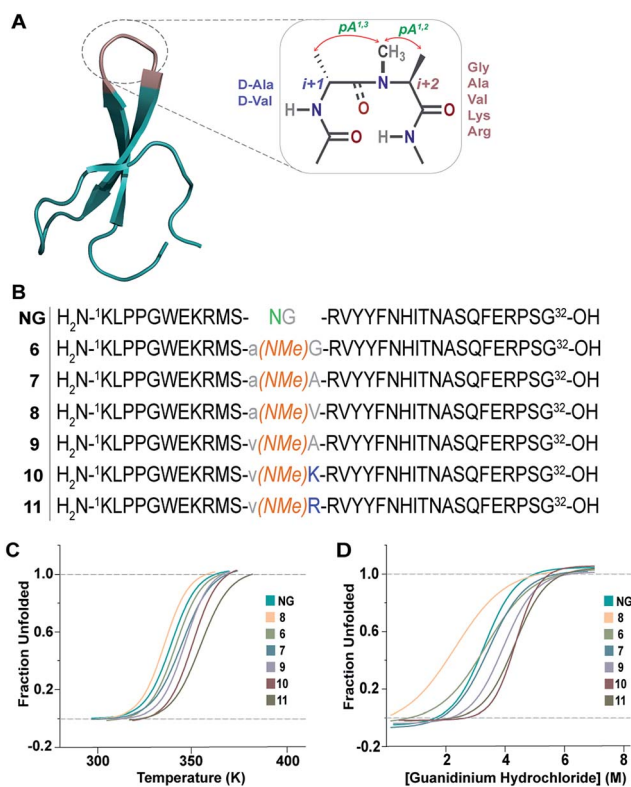 A
pA1,3
pA1,2
CH3
D-Ala
D-Val
i+1
N
i+2
Gly
Ala
Val
Lys
Arg
H
N
O
O
O
H
N
B
NG H2N-1KLPPGWEKRMS- NG -RVYYFNHITNASQFERPSG32-OH
6 H2N-1KLPPGWEKRMS-a(NMe)G-RVYYFNHITNASQFERPSG32-OH
7 H2N-1KLPPGWEKRMS-a(NMe)A-RVYYFNHITNASQFERPSG32-OH
8 H2N-1KLPPGWEKRMS-a(NMe)V-RVYYFNHITNASQFERPSG32-OH
9 H2N-1KLPPGWEKRMS-v(NMe)A-RVYYFNHITNASQFERPSG32-OH
10 H2N-1KLPPGWEKRMS-v(NMe)K-RVYYFNHITNASQFERPSG32-OH
11 H2N-1KLPPGWEKRMS-v(NMe)R-RVYYFNHITNASQFERPSG32-OH
C
Fraction Unfolded
1.0
0.6
0.2
-0.2
300
350
400
Temperature (K)
NG
8
6
7
9
10
11
D
Fraction Unfolded
1.0
0.6
0.2
-0.2
2
4
6
8
[Guanidinium Hydrochloride] (M)
NG
8
6
7
9
10
11